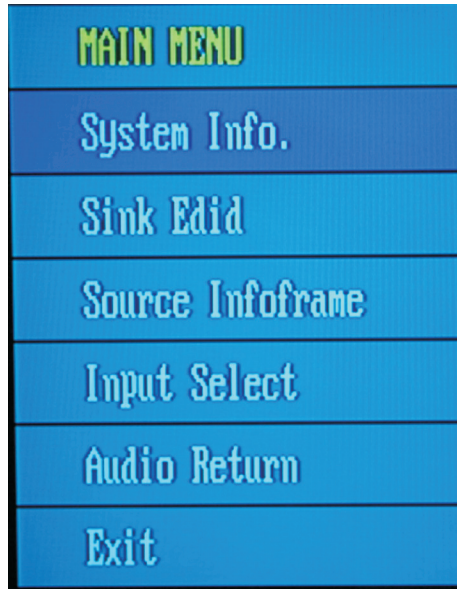 MAIN MENU
System Info.
Sink Edid
Source Infoframe
Input Select
Audio Return
Exit